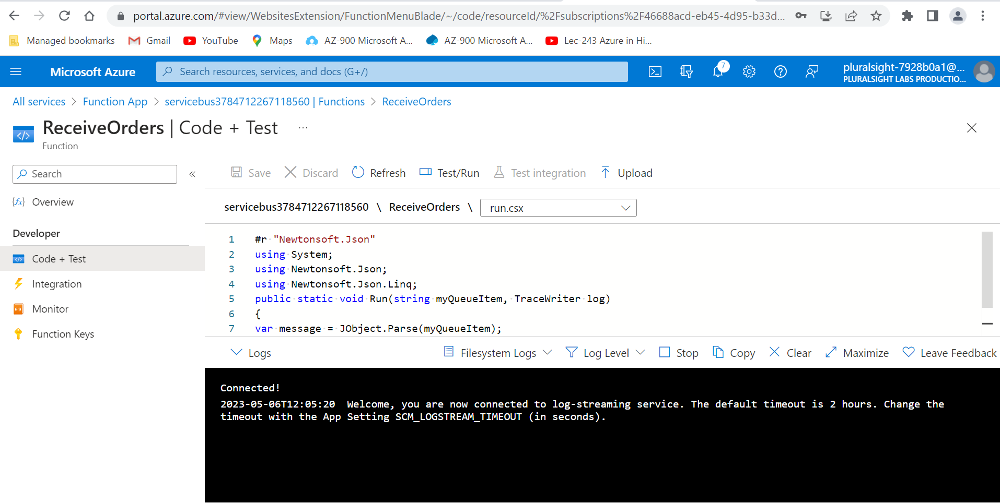 portal.azure.com/#view/WebsitesExtension/FunctionMenuBlade/~/code/resourceId/%2Fsubscriptions%2F46688acd-eb45-4d95-b33d...
Managed bookmarks Gmail YouTube Maps AZ-900 Microsoft A... AZ-900 Microsoft A... Lec-243 Azure in Hi...
Microsoft Azure Search resources, services, and docs (G+/) 7 pluralsight-7928b0a1@...
PLURALSIGHT LABS PRODUCTIO...
All services > Function App > servicebus3784712267118560 | Functions > ReceiveOrders
ReceiveOrders | Code + Test ...
Function
Search «
Save Discard Refresh Test/Run Test integration Upload
Overview
servicebus3784712267118560 \ ReceiveOrders \ run.csx
Developer
Code + Test
Integration
Monitor
Function Keys
1 #r "Newtonsoft.Json"
2 using System;
3 using Newtonsoft.Json;
4 using Newtonsoft.Json.Linq;
5 public static void Run(string myQueueItem, TraceWriter log)
6 {
7 var message = JObject.Parse(myQueueItem);
Logs Filesystem Logs Log Level Stop Copy Clear Maximize Leave Feedback
Connected!
2023-05-06T12:05:20 Welcome, you are now connected to log-streaming service. The default timeout is 2 hours. Change the
timeout with the App Setting SCM_LOGSTREAM_TIMEOUT (in seconds).